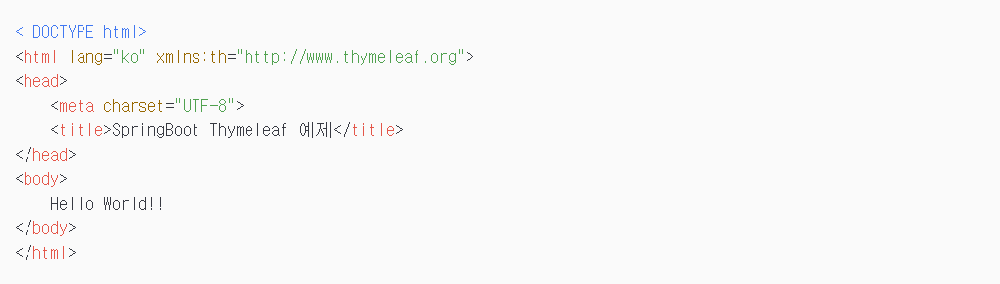 <!DOCTYPE html>
<html lang="ko" xmlns:th="http://www.thymeleaf.org">
<head>
    <meta charset="UTF-8">
    <title>SpringBoot Thymeleaf 예제</title>
</head>
<body>
    Hello World!!
</body>
</html>